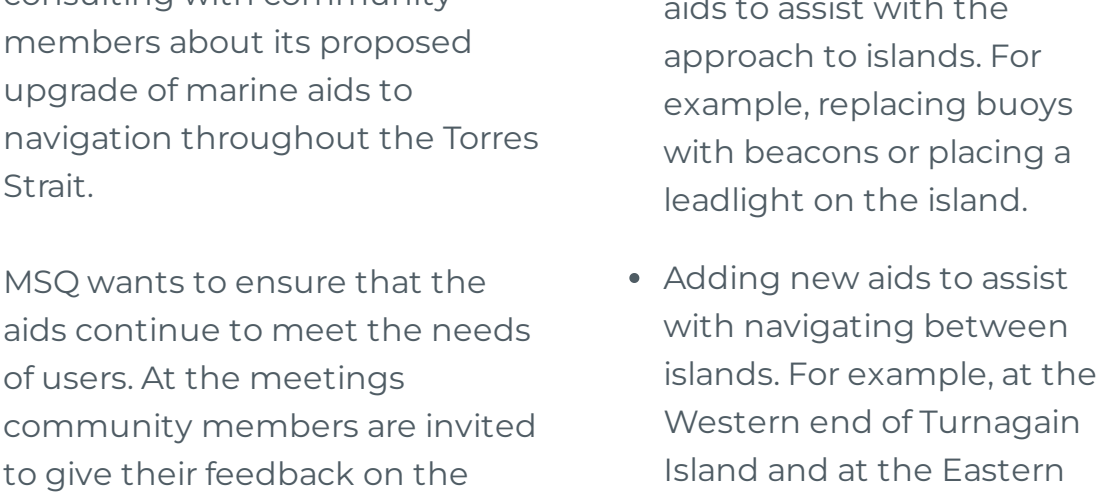 consulting with community
members about its proposed
upgrade of marine aids to
navigation throughout the Torres
Strait.
MSQ wants to ensure that the
aids continue to meet the needs
of users. At the meetings
community members are invited
to give their feedback on the
aids to assist with the
approach to islands. For
example, replacing buoys
with beacons or placing a
leadlight on the island.
• Adding new aids to assist
with navigating between
islands. For example, at the
Western end of Turnagain
Island and at the Eastern